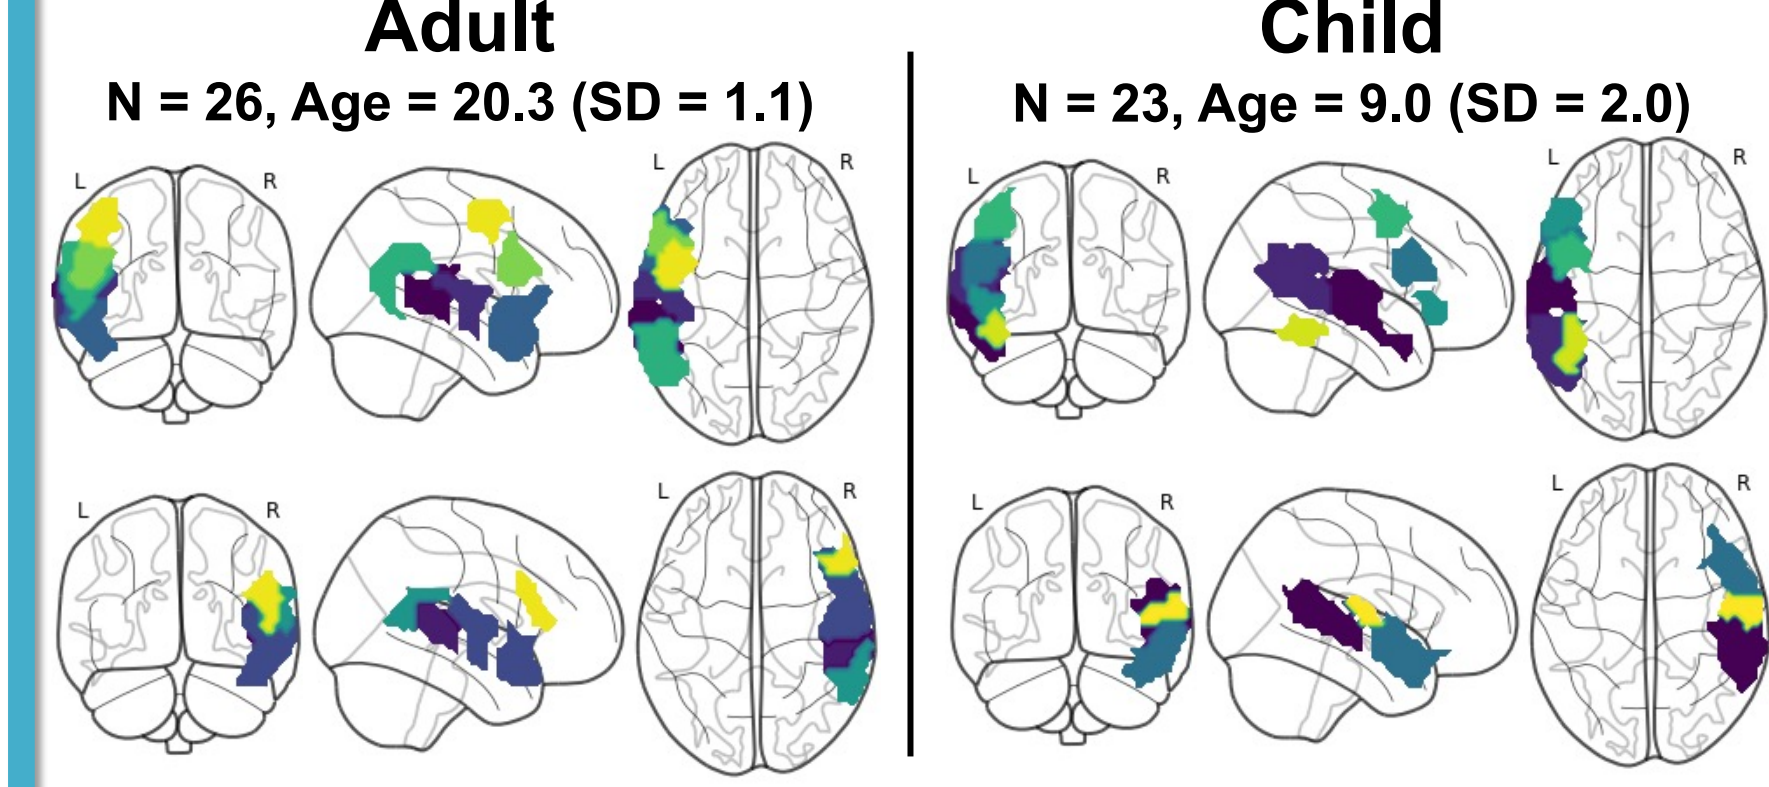 Adult
Child
N = 26, Age = 20.3 (SD = 1.1)
N = 23, Age = 9.0 (SD = 2.0)
L R L R
L R L R
L R L R
L R L R